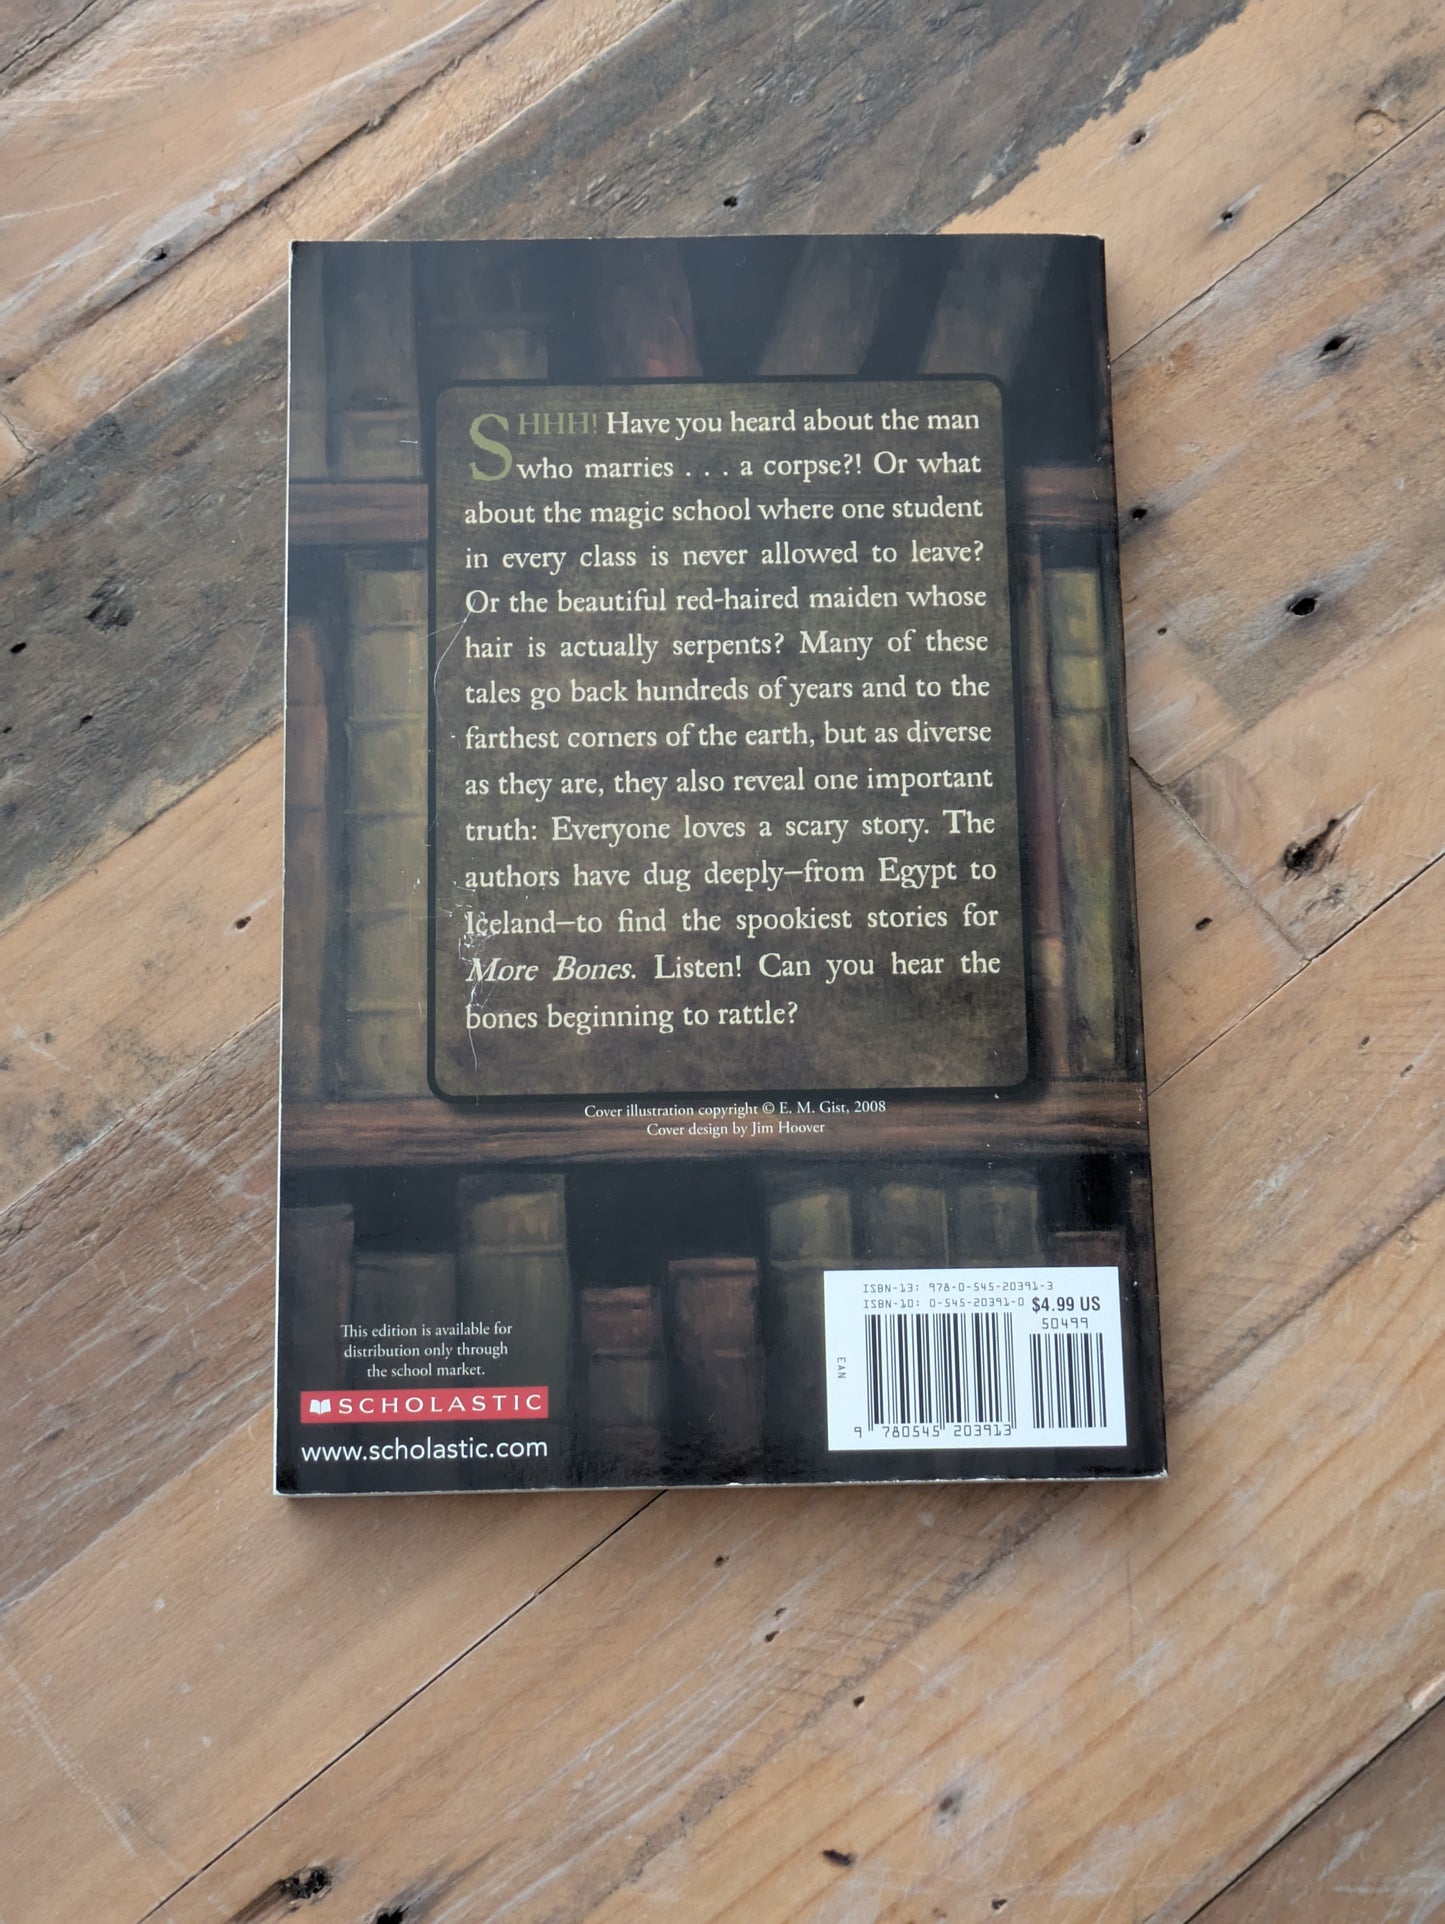 SHHH! Have you heard about the man
who marries . . . a corpse?! Or what
about the magic school where one student
in every class is never allowed to leave?
Or the beautiful red-haired maiden whose
hair is actually serpents? Many of these
tales go back hundreds of years and to the
farthest corners of the earth, but as diverse
as they are, they also reveal one important
truth: Everyone loves a scary story. The
authors have dug deeply—from Egypt to
Iceland—to find the spookiest stories for
More Bones. Listen! Can you hear the
bones beginning to rattle?
Cover illustration copyright © E. M. Gist, 2008
Cover design by Jim Hoover
This edition is available for
distribution only through
the school market.
SCHOLASTIC
www.scholastic.com
ISBN-13: 978-0-545-20391-3
ISBN-10: 0-545-20391-0
$4.99 US
50499
EAN
9 780545 203913